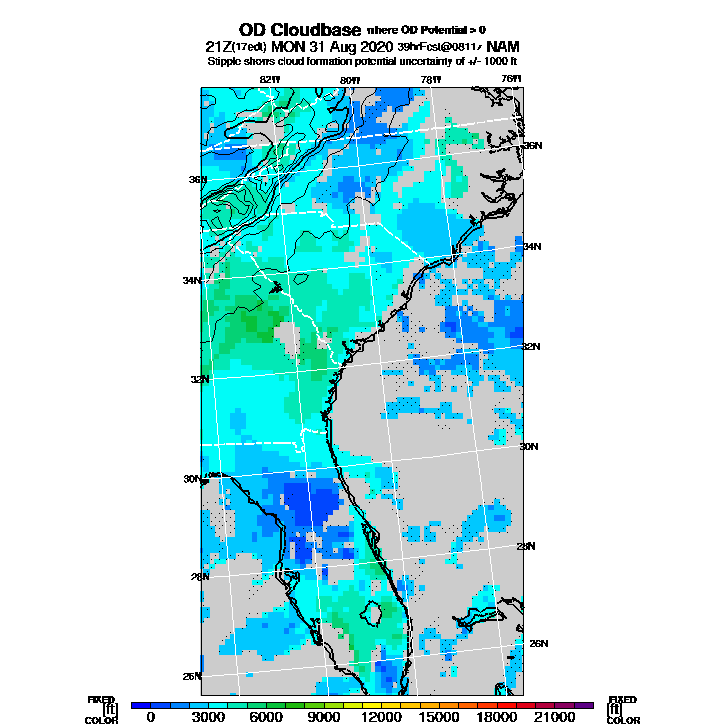 OD Cloudbase where OD Potential > 0
21Z(17edt) MON 31 Aug 2020 39hrFcst@0811z NAM
Stipple shows cloud formation potential uncertainty of +/- 1000 ft
82W 80W 78W 76W
36N
36N
34N
34N
32N
32N
30N
30N
28N
28N
26N
26N
FIXED FIXED
[ft] [ft]
COLOR 0 3000 6000 9000 12000 15000 18000 21000 COLOR